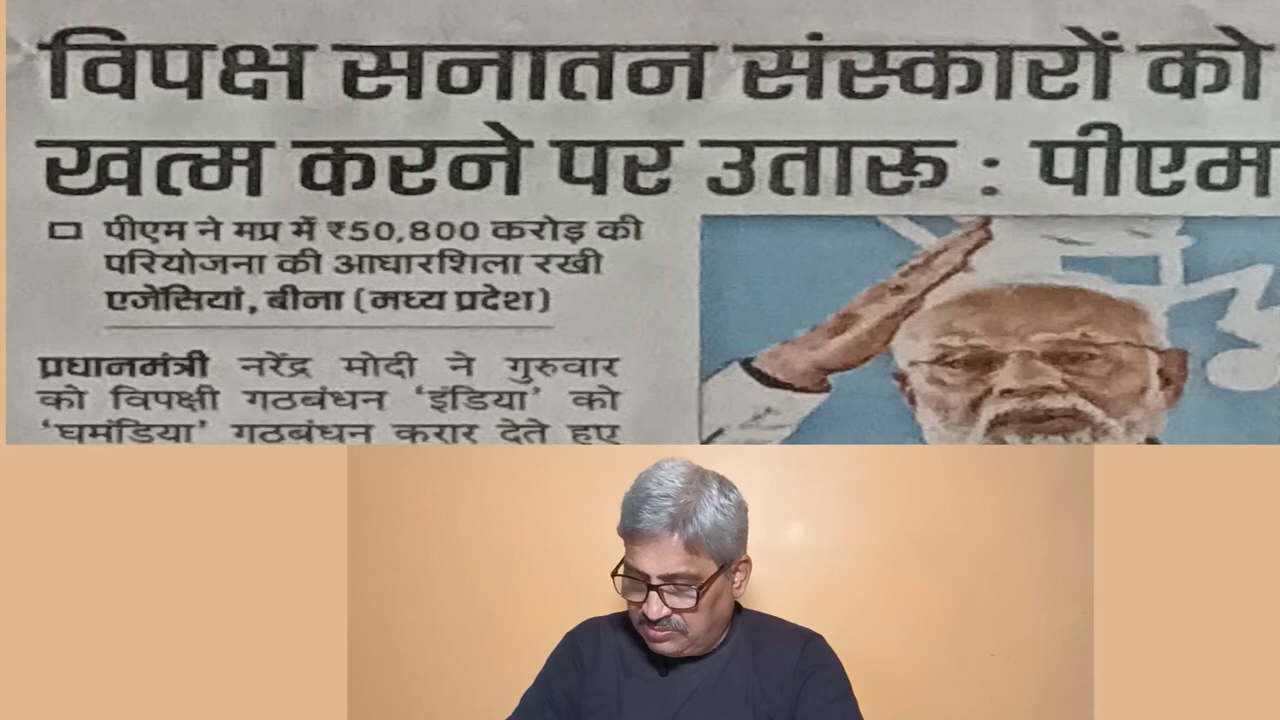 विपक्ष सनातन संस्कारों को
खत्म करने पर उतारू : पीएम
पीएम ने मप्र में ₹50,800 करोड़ की
परियोजना की आधारशिला रखी
एजेंसियां, बीना (मध्य प्रदेश)
प्रधानमंत्री नरेंद्र मोदी ने गुरुवार
को विपक्षी गठबंधन ‘इंडिया’ को
‘घमंडिया’ गठबंधन करार देते हुए